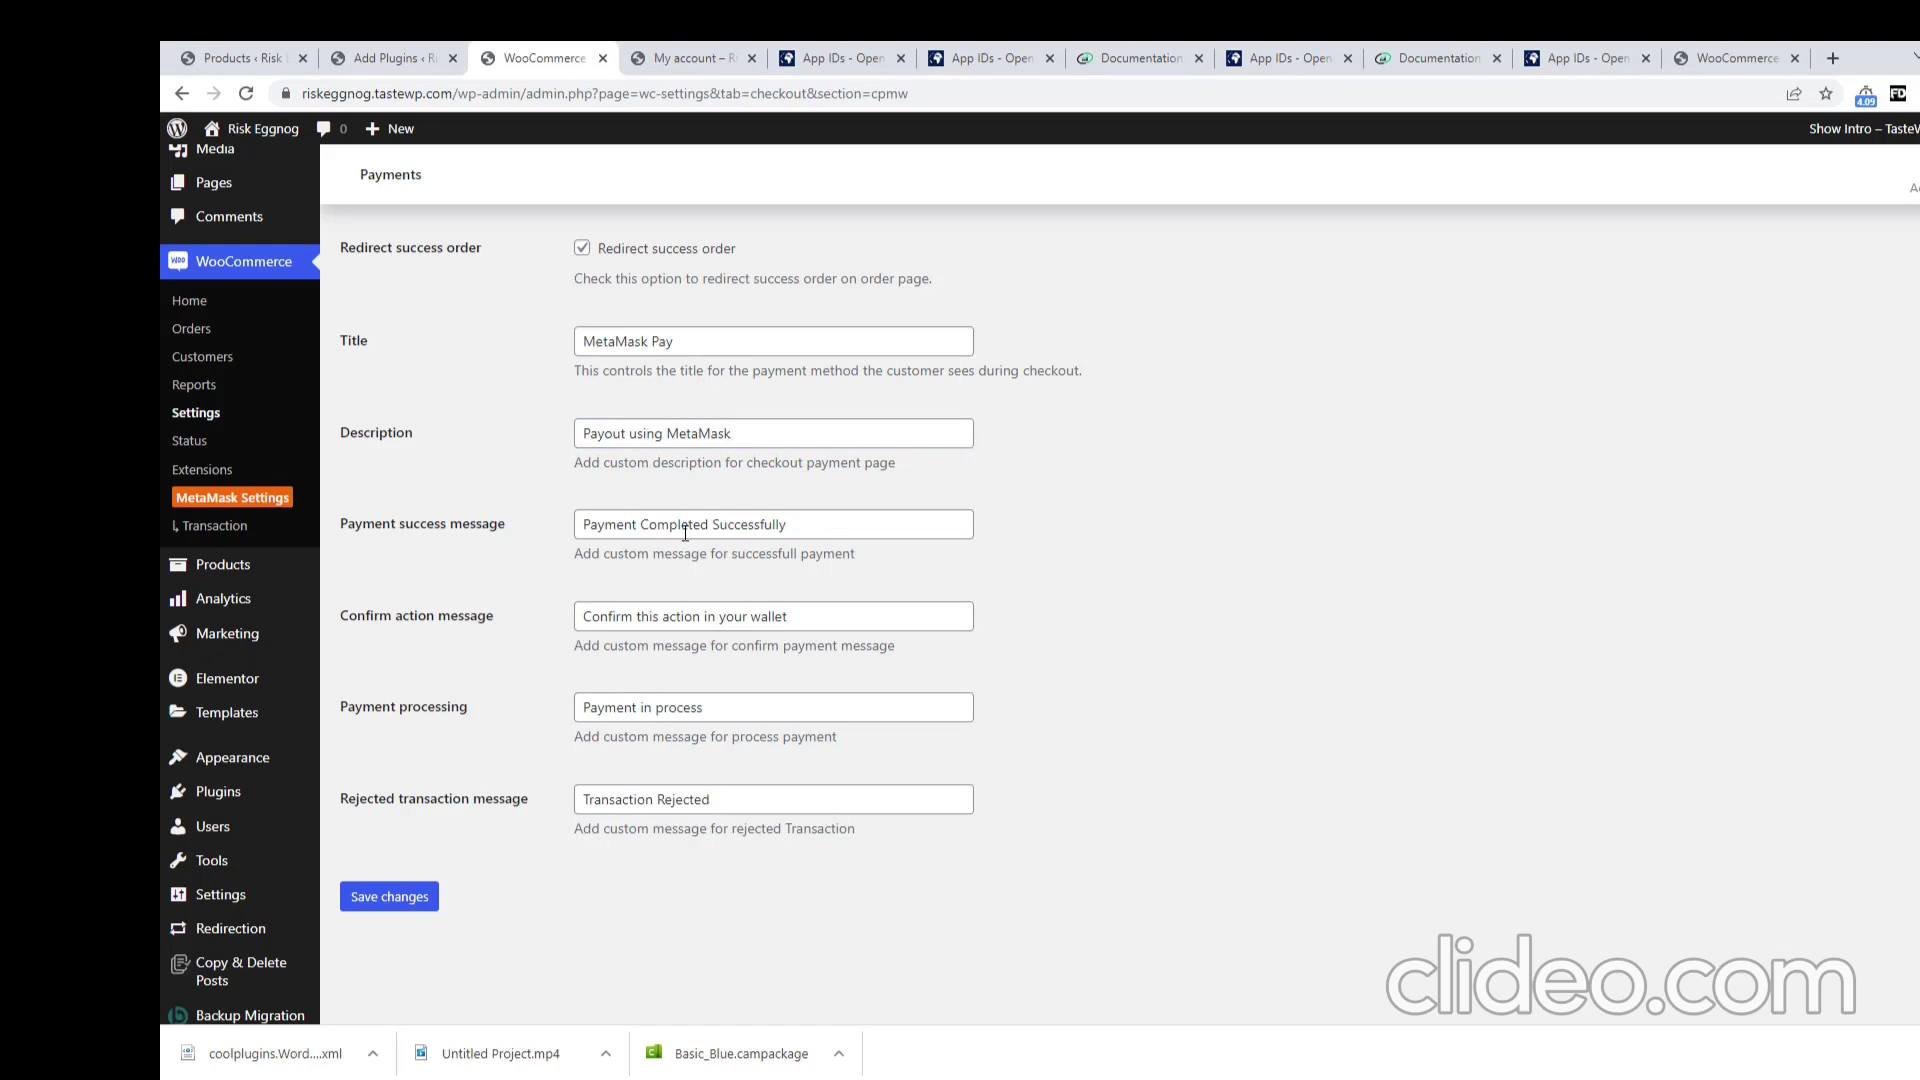 Products ‹ Risk
Add Plugins ‹ Ri
WooCommerce
My account – R
App IDs - Open
App IDs - Open
Documentation
App IDs - Open
Documentation
App IDs - Open
WooCommerce
riskeggnog.tastewp.com/wp-admin/admin.php?page=wc-settings&tab=checkout&section=cpmw
4.09
FD
Risk Eggnog
0
New
Show Intro – TasteW
Media
Pages
Comments
WooCommerce
Home
Orders
Customers
Reports
Settings
Status
Extensions
MetaMask Settings
↳ Transaction
Products
Analytics
Marketing
Elementor
Templates
Appearance
Plugins
Users
Tools
Settings
Redirection
Copy & Delete
Posts
Backup Migration
Payments
Redirect success order
Redirect success order
Check this option to redirect success order on order page.
Title
MetaMask Pay
This controls the title for the payment method the customer sees during checkout.
Description
Payout using MetaMask
Add custom description for checkout payment page
Payment success message
Payment Completed Successfully
Add custom message for successfull payment
Confirm action message
Confirm this action in your wallet
Add custom message for confirm payment message
Payment processing
Payment in process
Add custom message for process payment
Rejected transaction message
Transaction Rejected
Add custom message for rejected Transaction
Save changes
clideo.com
coolplugins.Word....xml
Untitled Project.mp4
Basic_Blue.campackage